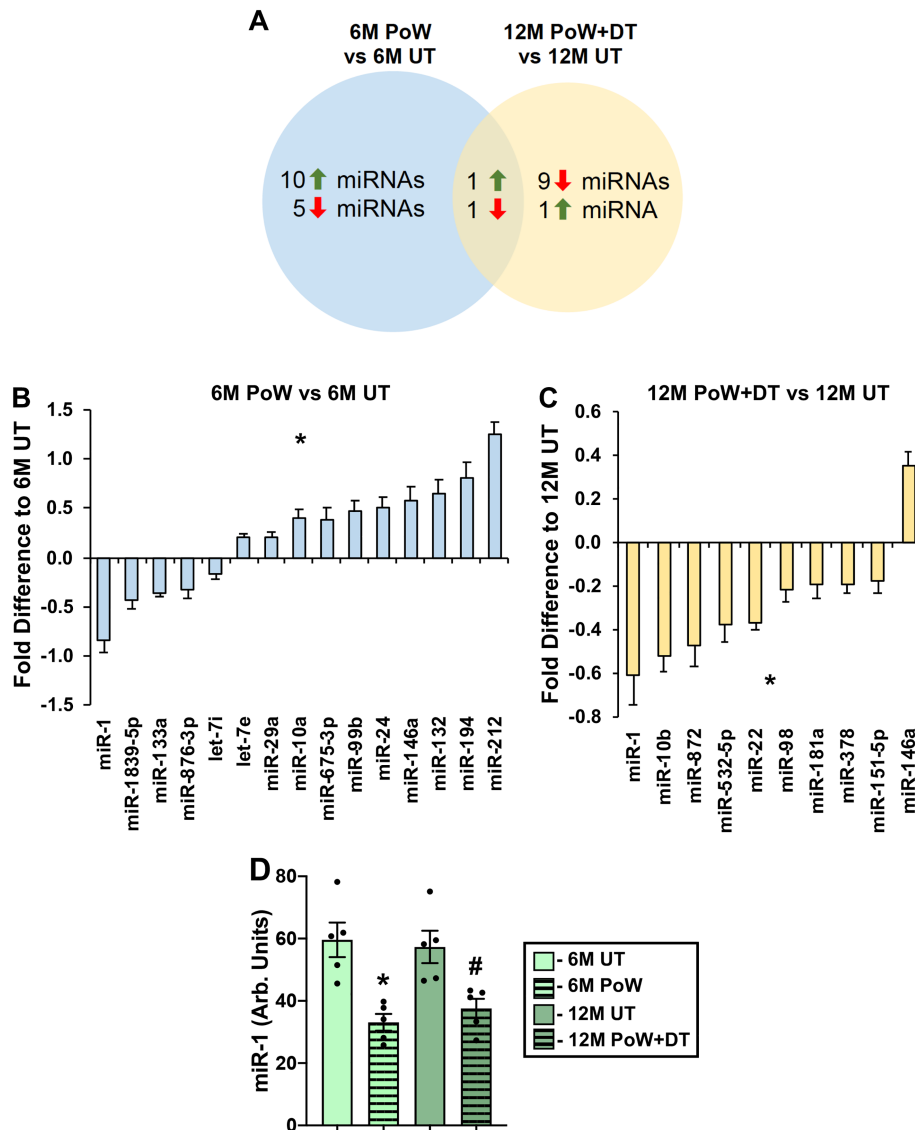 A
6M PoW
vs 6M UT
12M PoW+DT
vs 12M UT
10 miRNAs
5 miRNAs
1
1
9 miRNAs
1 miRNA
B
6M PoW vs 6M UT
Fold Difference to 6M UT
1.5
1.0
0.5
0.0
-0.5
-1.0
-1.5
*
miR-1
miR-1839-5p
miR-133a
miR-876-3p
let-7i
let-7e
miR-29a
miR-10a
miR-675-3p
miR-99b
miR-24
miR-146a
miR-132
miR-194
miR-212
C
12M PoW+DT vs 12M UT
Fold Difference to 12M UT
0.6
0.4
0.2
0.0
-0.2
-0.4
-0.6
-0.8
*
miR-1
miR-10b
miR-872
miR-532-5p
miR-22
miR-98
miR-181a
miR-378
miR-151-5p
miR-146a
D
miR-1 (Arb. Units)
80
60
40
20
0
*
#
- 6M UT
- 6M PoW
- 12M UT
- 12M PoW+DT